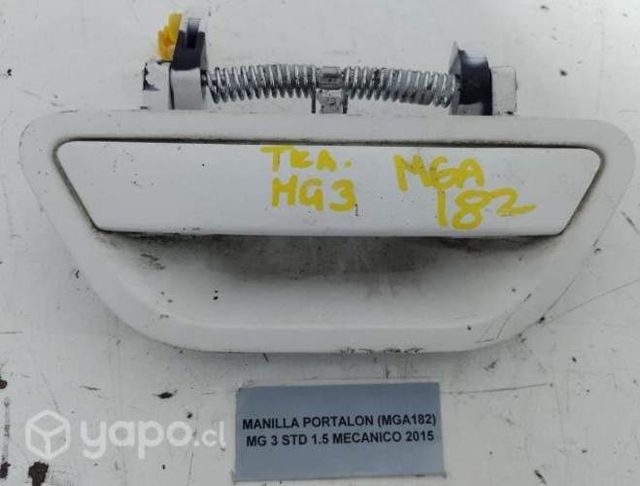 TRA. MGA
MG3 182
MANILLA PORTALON (MGA182)
MG 3 STD 1.5 MECANICO 2015
yapo.cl